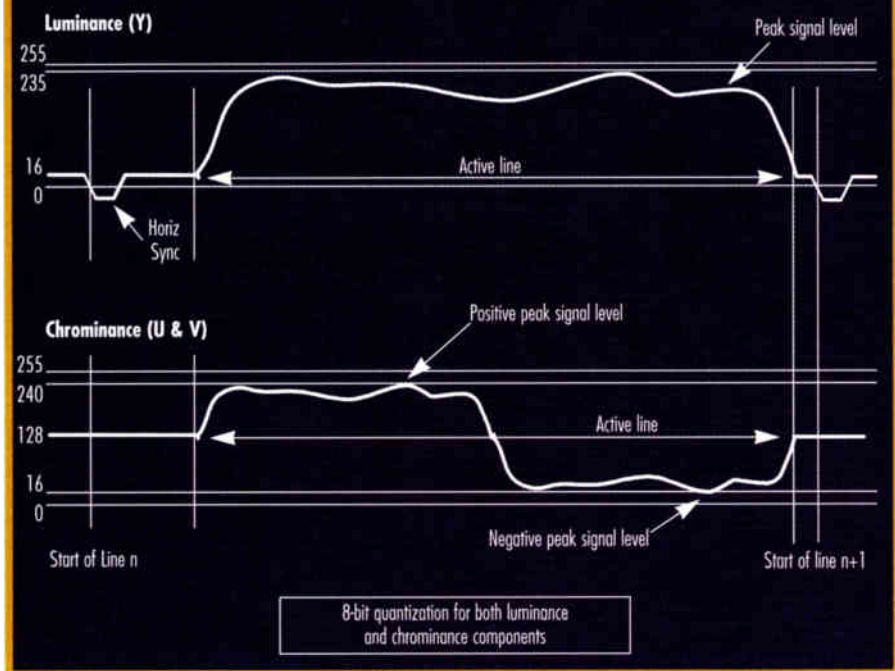 Luminance (Y)
Peak signal level
255
235
16
Active line
0
Horiz
Sync
Positive peak signal level
Chrominance (U & V)
255
240
128
Active line
16
0
Negative peak signal level
Start of Line n
Start of line n+1
8-bit quantization for both luminance
and chrominance components